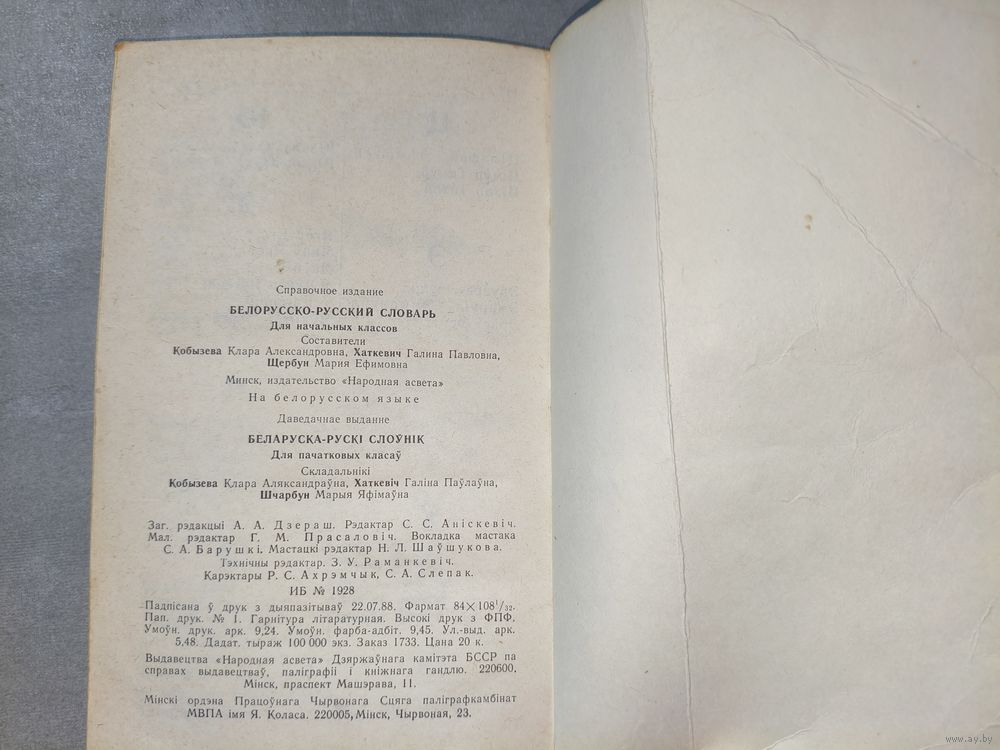 Справочное издание
БЕЛОРУССКО-РУССКИЙ СЛОВАРЬ
Для начальных классов
Составители
Кобызева Клара Александровна, Хаткевич Галина Павловна,
Щербун Мария Ефимовна
Минск, издательство «Народная асвета»
На белорусском языке
Даведачнае выданне
БЕЛАРУСКА-РУСКІ СЛОЎНІК
Для пачатковых класаў
Складальнікі
Кобызева Клара Аляксандраўна, Хаткевіч Галіна Паўлаўна,
Шчарбун Марыя Яфімаўна
Заг. рэдакцыі А. А. Дзераш. Рэдактар С. С. Аніскевіч.
Мал. рэдактар Г. М. Прасаловіч. Вокладка мастака
С. А. Барушкі. Мастацкі рэдактар Н. Л. Шаўшукова.
Тэхнічны рэдактар. З. У. Раманкевіч.
Карэктары Р. С. Ахрэмчык, С. А. Слепак.
ИБ № 1928
Падпісана ў друк з дыяпазітываў 22.07.88. Фармат 84×108¹/₃₂.
Пап. друк. № 1. Гарнітура літаратурная. Высокі друк з ФПФ.
Умоўн. друк. арк. 9,24. Умоўн. фарба-адбіт. 9,45. Ул.-выд. арк.
5,48. Дадат. тыраж 100 000 экз. Заказ 1733. Цана 20 к.
Выдавецтва «Народная асвета» Дзяржаўнага камітэта БССР па
справах выдавецтваў, паліграфіі і кніжнага гандлю. 220600,
Мінск, праспект Машэрава, 11.
Мінскі ордэна Працоўнага Чырвонага Сцяга паліграфкамбінат
МВПА імя Я. Коласа. 220005, Мінск, Чырвоная, 23.
www.ay.by